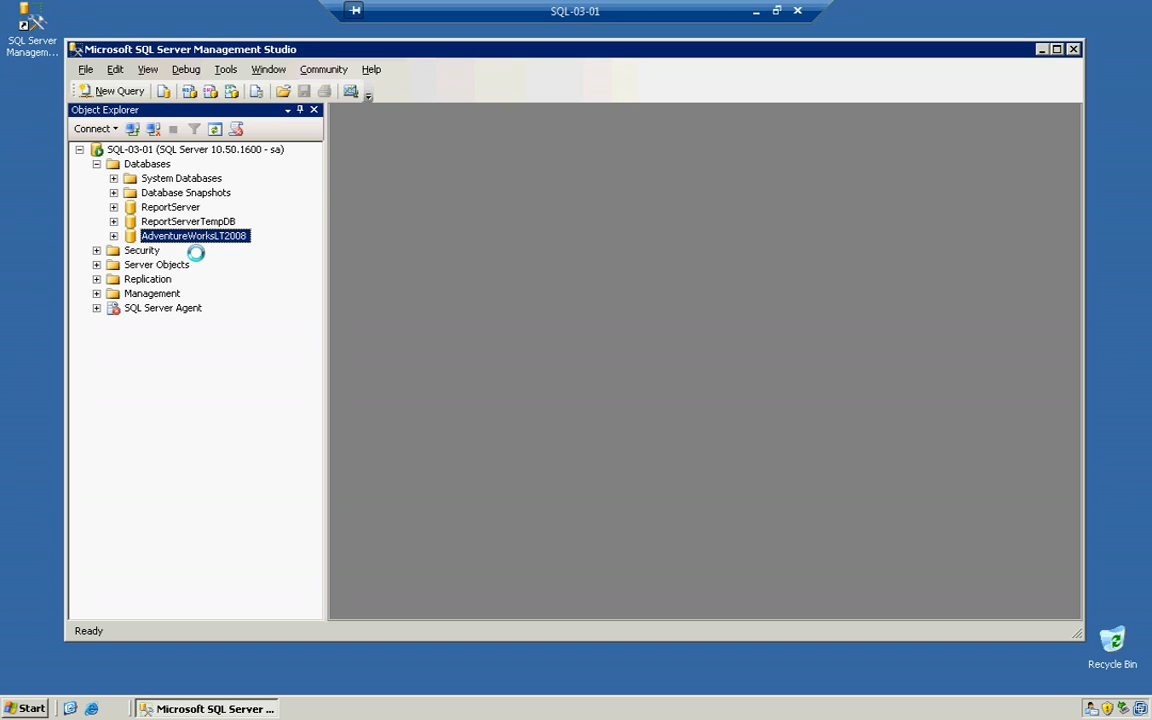 SQL-03-01
SQL Server
Managem...
Microsoft SQL Server Management Studio
File Edit View Debug Tools Window Community Help
New Query
Object Explorer
Connect
SQL-03-01 (SQL Server 10.50.1600 - sa)
Databases
System Databases
Database Snapshots
ReportServer
ReportServerTempDB
AdventureWorksLT2008
Security
Server Objects
Replication
Management
SQL Server Agent
Ready
Recycle Bin
Start
Microsoft SQL Server ...